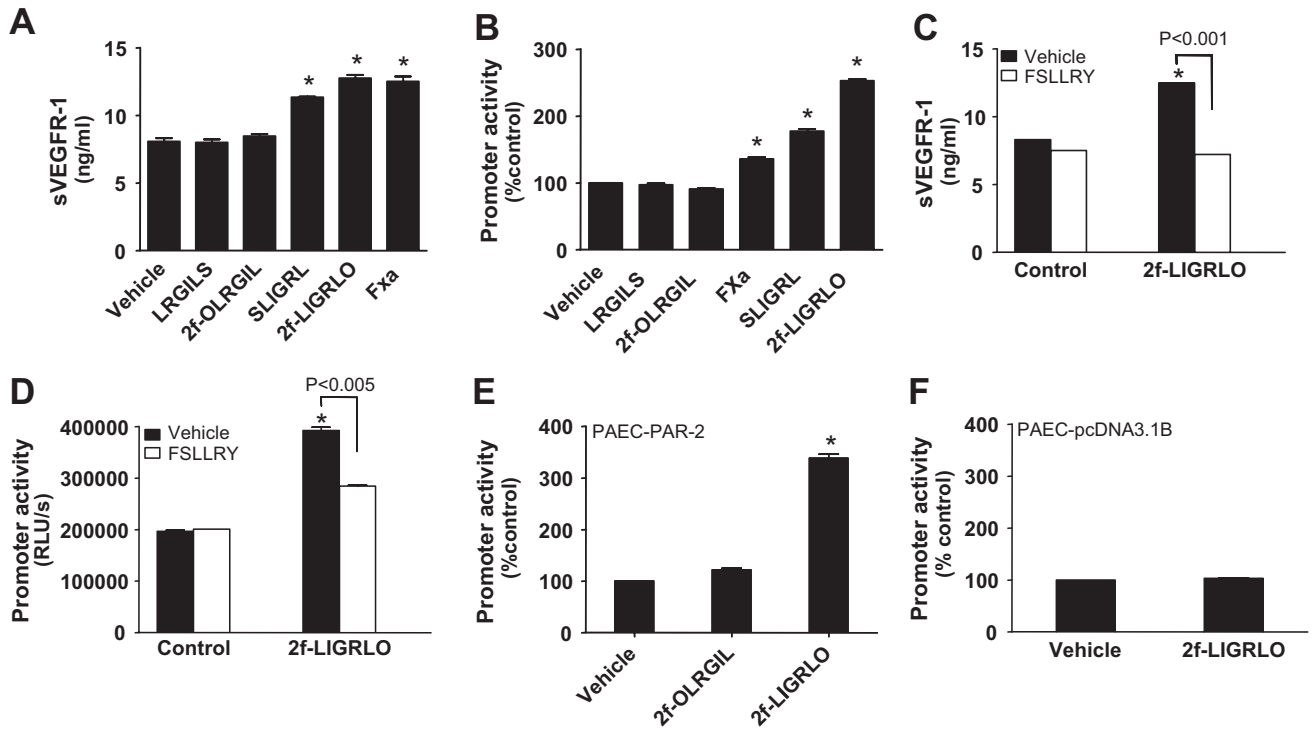 A
sVEGFR-1
(ng/ml)
15
10
5
0
*
*
*
Vehicle
LRGILS
2f-OLRGIL
SLIGRL
2f-LIGRLO
Fxa
B
Promoter activity
(%control)
300
200
100
0
*
*
*
Vehicle
LRGILS
2f-OLRGIL
FXa
SLIGRL
2f-LIGRLO
C
sVEGFR-1
(ng/ml)
15
10
5
0
Vehicle
FSLLRY
P<0.001
*
Control
2f-LIGRLO
D
Promoter activity
(RLU/s)
400000
300000
200000
100000
0
Vehicle
FSLLRY
P<0.005
*
Control
2f-LIGRLO
E
Promoter activity
(%control)
400
300
200
100
0
PAEC-PAR-2
*
Vehicle
2f-OLRGIL
2f-LIGRLO
F
Promoter activity
(% control)
400
300
200
100
0
PAEC-pcDNA3.1B
Vehicle
2f-LIGRLO